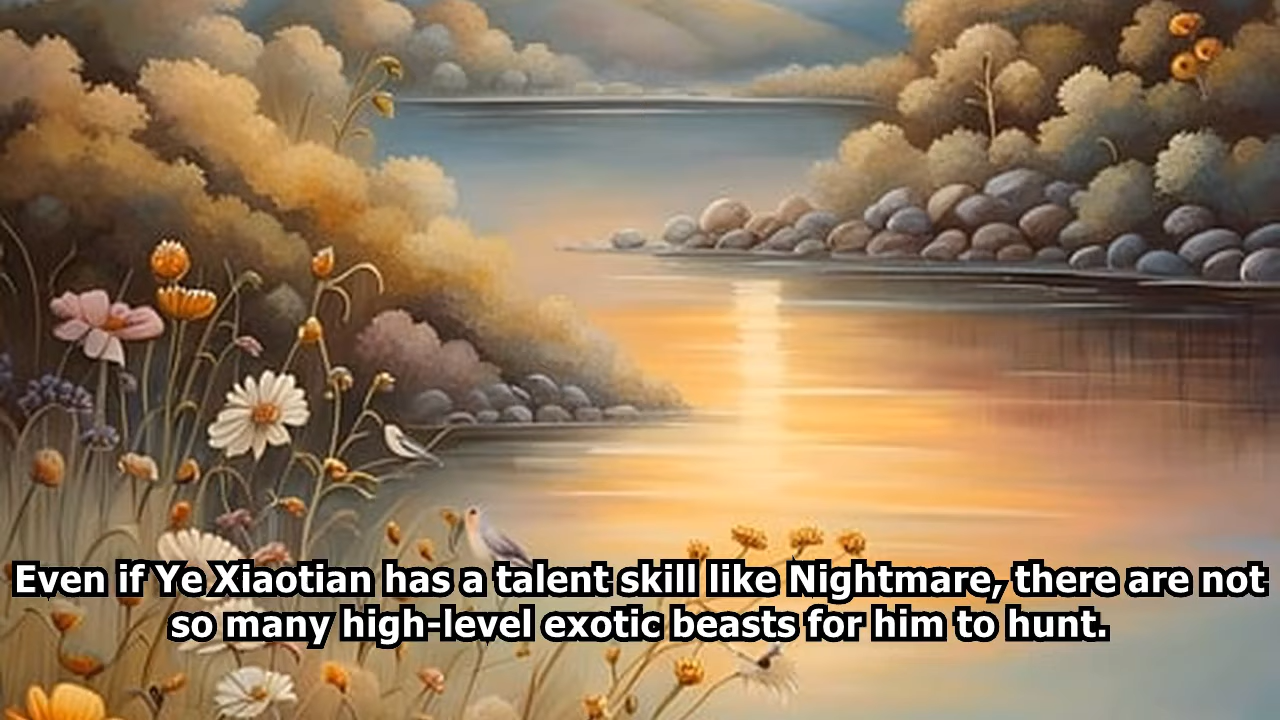 Even if Ye Xiaotian has a talent skill like Nightmare, there are not
so many high-level exotic beasts for him to hunt.